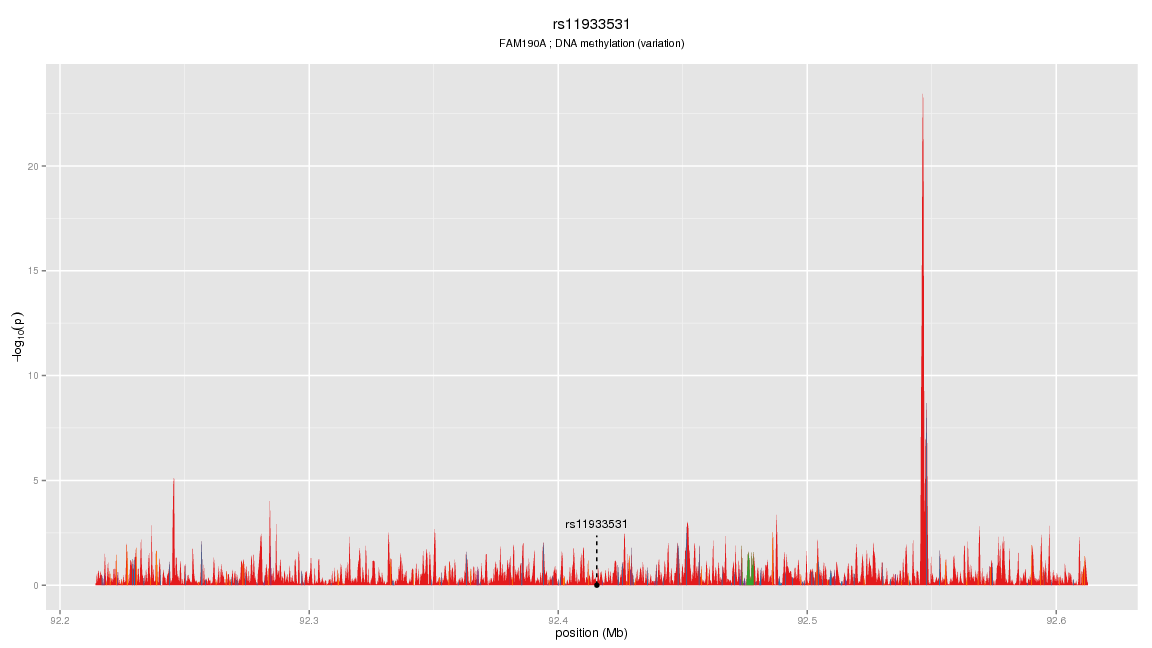 rs11933531
FAM190A ; DNA methylation (variation)
20
15
10
5
0
−log10(p)
rs11933531
92.2 92.3 92.4 92.5 92.6
position (Mb)